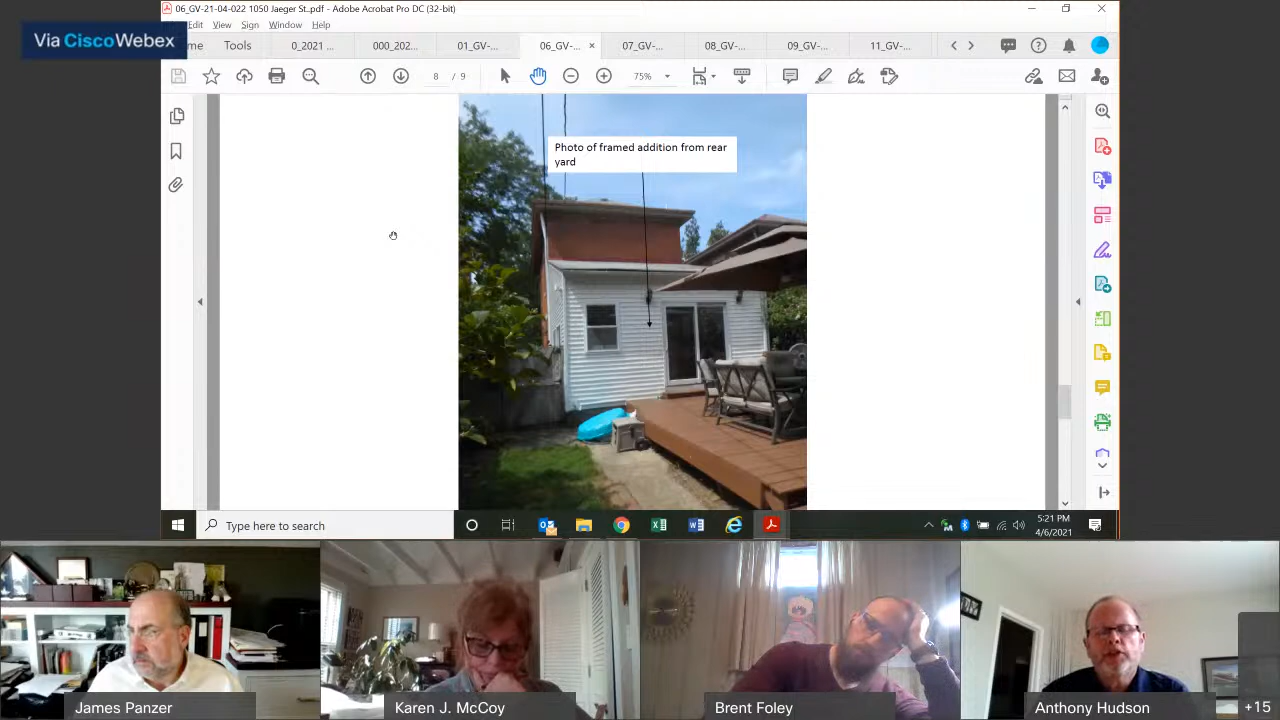 06_GV-21-04-022 1050 Jaeger St..pdf - Adobe Acrobat Pro DC (32-bit)
Edit View Sign Window Help
Via CiscoWebex
me Tools 0_2021 ... 000_202... 01_GV-... 06_GV-... × 07_GV-... 08_GV-... 09_GV-... 11_GV-...
8 / 9 75%
Photo of framed addition from rear
yard
Type here to search
5:21 PM
4/6/2021
James Panzer
Karen J. McCoy
Brent Foley
Anthony Hudson
+15